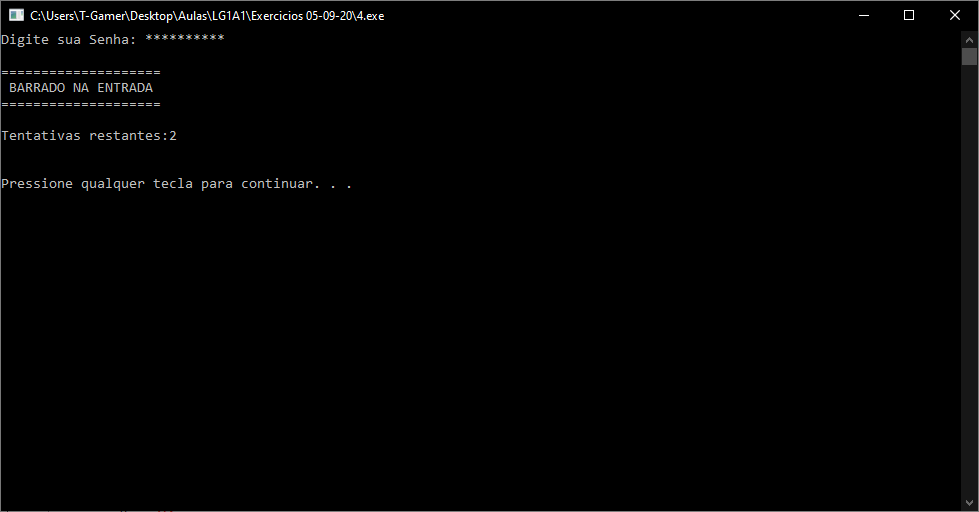 C:\Users\T-Gamer\Desktop\Aulas\LG1A1\Exercicios 05-09-20\4.exe
Digite sua Senha: **********
====================
BARRADO NA ENTRADA
====================
Tentativas restantes:2
Pressione qualquer tecla para continuar. . .